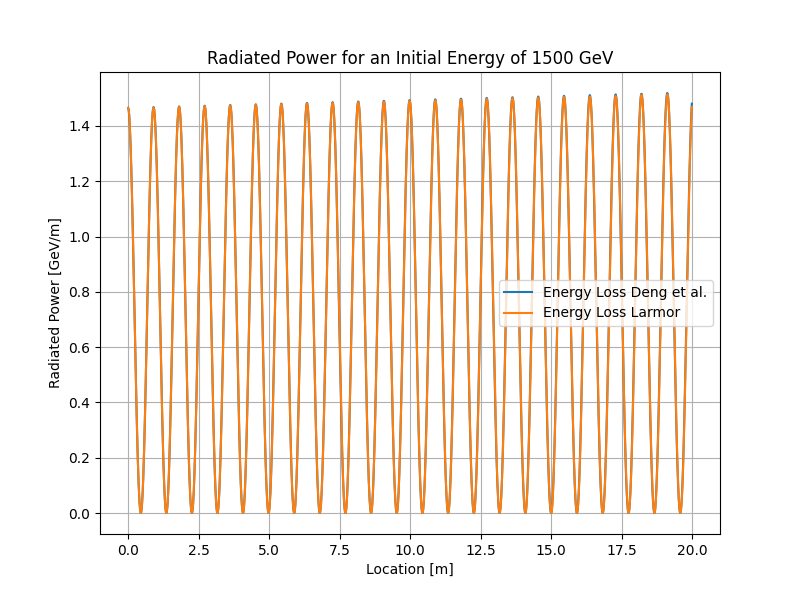 Radiated Power for an Initial Energy of 1500 GeV
1.4
1.2
1.0
0.8
0.6
0.4
0.2
0.0
Radiated Power [GeV/m]
Energy Loss Deng et al.
Energy Loss Larmor
0.0 2.5 5.0 7.5 10.0 12.5 15.0 17.5 20.0
Location [m]